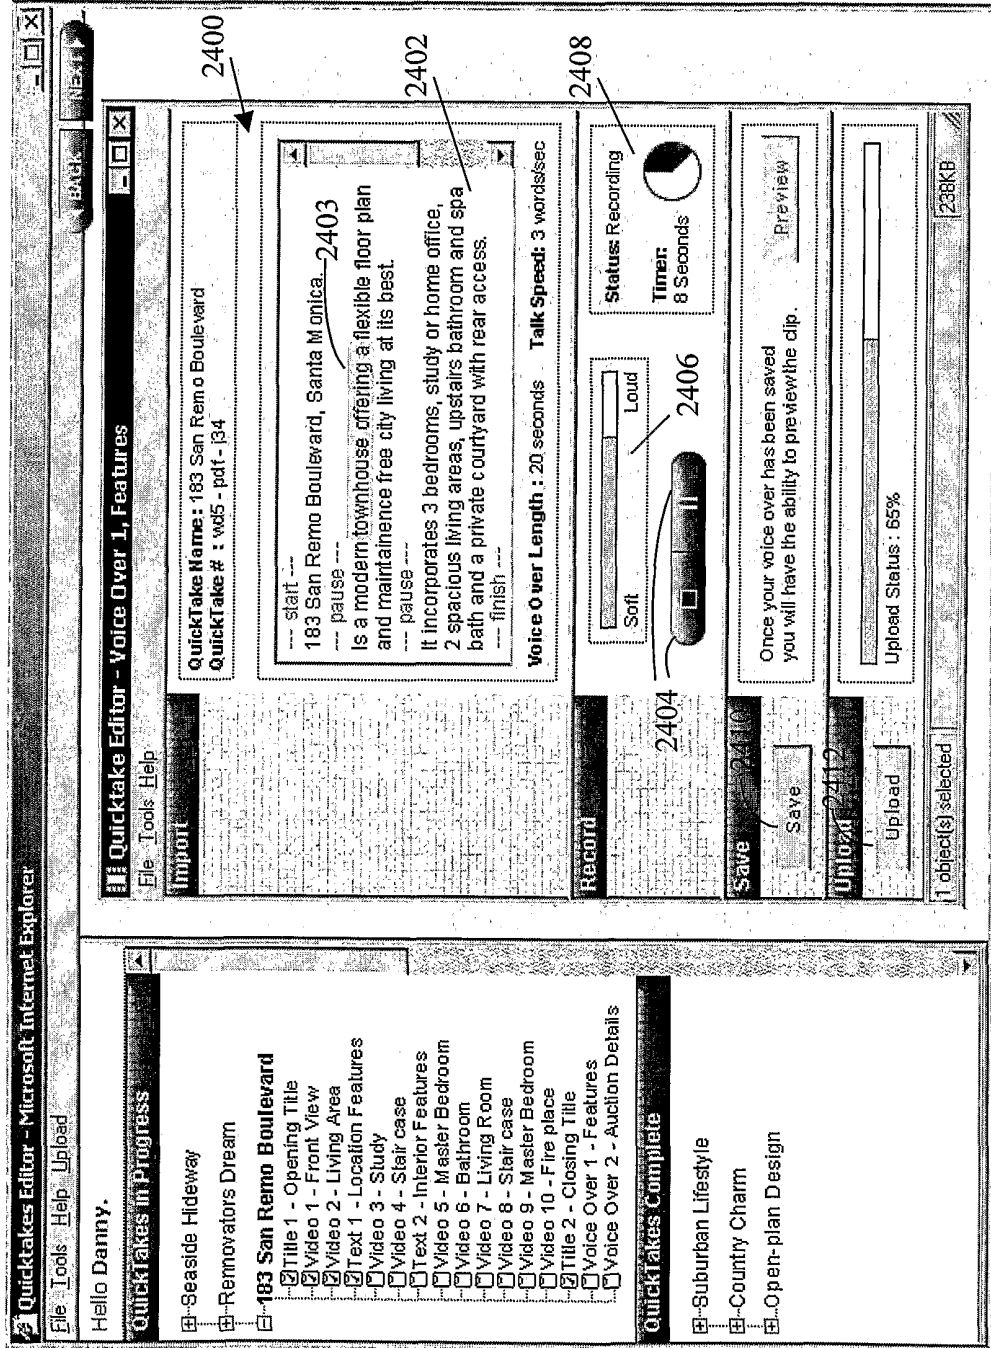 Quicktakes Editor - Microsoft Internet Explorer
File Tools Help Upload
BACK NEXT
Hello Danny.
QuickTakes In Progress
Seaside Hideway
Rennovators Dream
183 San Remo Boulevard
Title 1 - Opening Title
Video 1 - Front View
Video 2 - Living Area
Text 1 - Location Features
Video 3 - Study
Video 4 - Stair case
Text 2 - Interior Features
Video 5 - Master Bedroom
Video 6 - Bathroom
Video 7 - Living Room
Video 8 - Stair case
Video 9 - Master Bedroom
Video 10 - Fire place
Title 2 - Closing Title
Voice Over 1 - Features
Voice Over 2 - Auction Details
QuickTakes Complete
Suburban Lifestyle
Country Charm
Open-plan Design
Quicktake Editor - Voice Over 1, Features
File Tools Help
Import
QuickTake Name : 183 San Remo Boulevard
QuickTake # : wd5 - pdf - j34
2400
--- start ---
183 San Remo Boulevard, Santa Monica.
2403
--- pause ---
Is a modern townhouse offering a flexible floor plan
and maintainence free city living at its best.
--- pause ---
It incorporates 3 bedrooms, study or home office,
2 spacious living areas, upstairs bathroom and spa
bath and a private courtyard with rear access.
--- finish ---
2402
Voice Over Length : 20 seconds Talk Speed: 3 words/sec
Record
Soft Loud
2404
2406
Status: Recording
Timer:
8 Seconds
2408
Save
2410
Save
Once your voice over has been saved
you will have the ability to preview the clip.
Preview
Upload
2412
Upload
Upload Status : 65%
1 object(s) selected
238KB